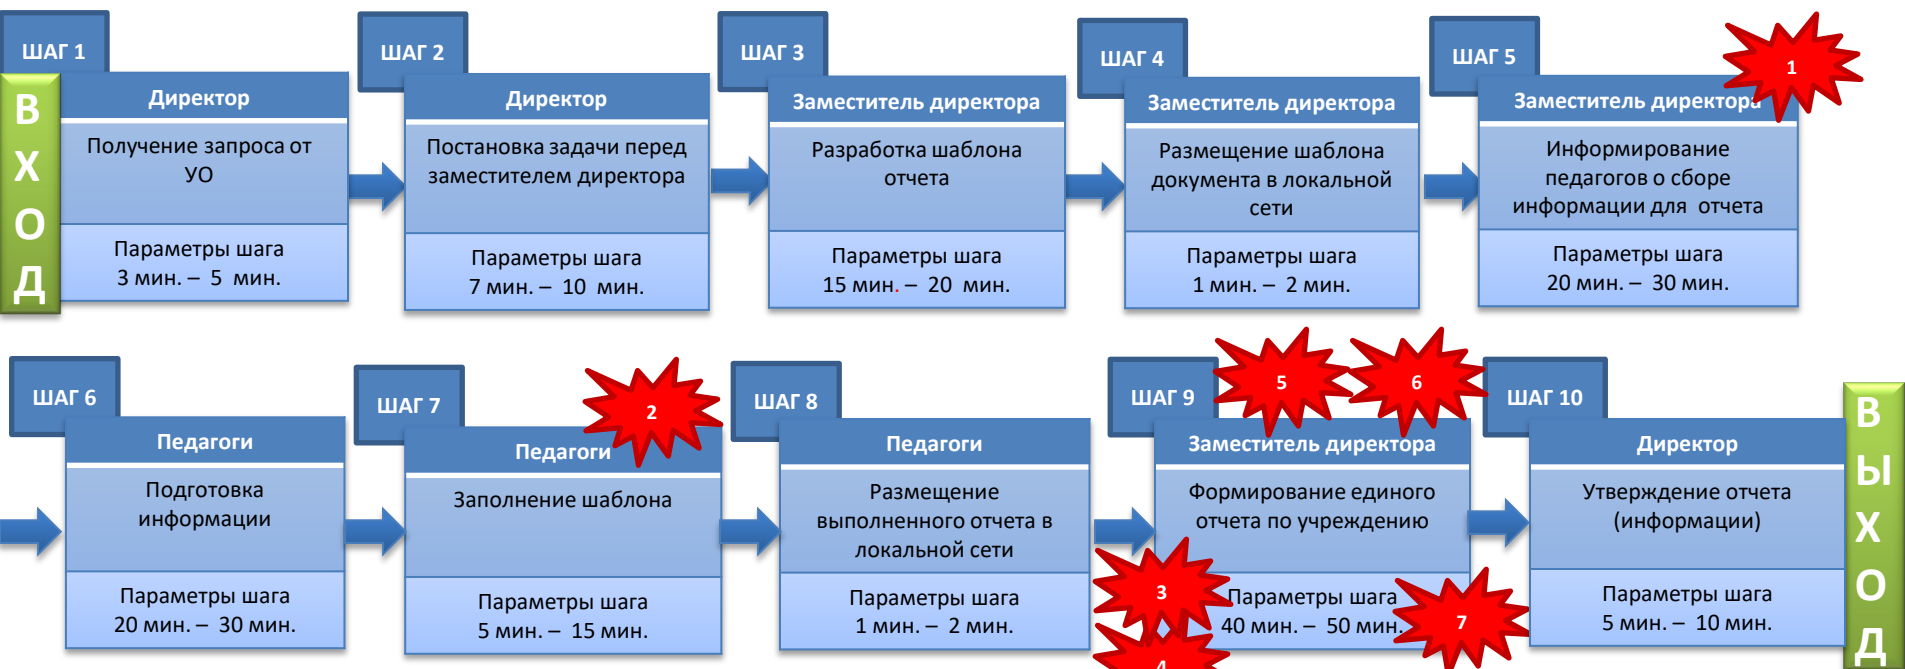 ШАГ 1
ВХОД
Директор
Получение запроса от
УО
Параметры шага
3 мин. – 5 мин.
ШАГ 2
Директор
Постановка задачи перед
заместителем директора
Параметры шага
7 мин. – 10 мин.
ШАГ 3
Заместитель директора
Разработка шаблона
отчета
Параметры шага
15 мин. – 20 мин.
ШАГ 4
Заместитель директора
Размещение шаблона
документа в локальной
сети
Параметры шага
1 мин. – 2 мин.
ШАГ 5
1
Заместитель директора
Информирование
педагогов о сборе
информации для отчета
Параметры шага
20 мин. – 30 мин.
ШАГ 6
Педагоги
Подготовка
информации
Параметры шага
20 мин. – 30 мин.
ШАГ 7
2
Педагоги
Заполнение шаблона
Параметры шага
5 мин. – 15 мин.
ШАГ 8
Педагоги
Размещение
выполненного отчета в
локальной сети
Параметры шага
1 мин. – 2 мин.
ШАГ 9
5
6
Заместитель директора
Формирование единого
отчета по учреждению
3
4
Параметры шага
40 мин. – 50 мин.
7
ШАГ 10
Директор
Утверждение отчета
(информации)
Параметры шага
5 мин. – 10 мин.
ВЫХОД